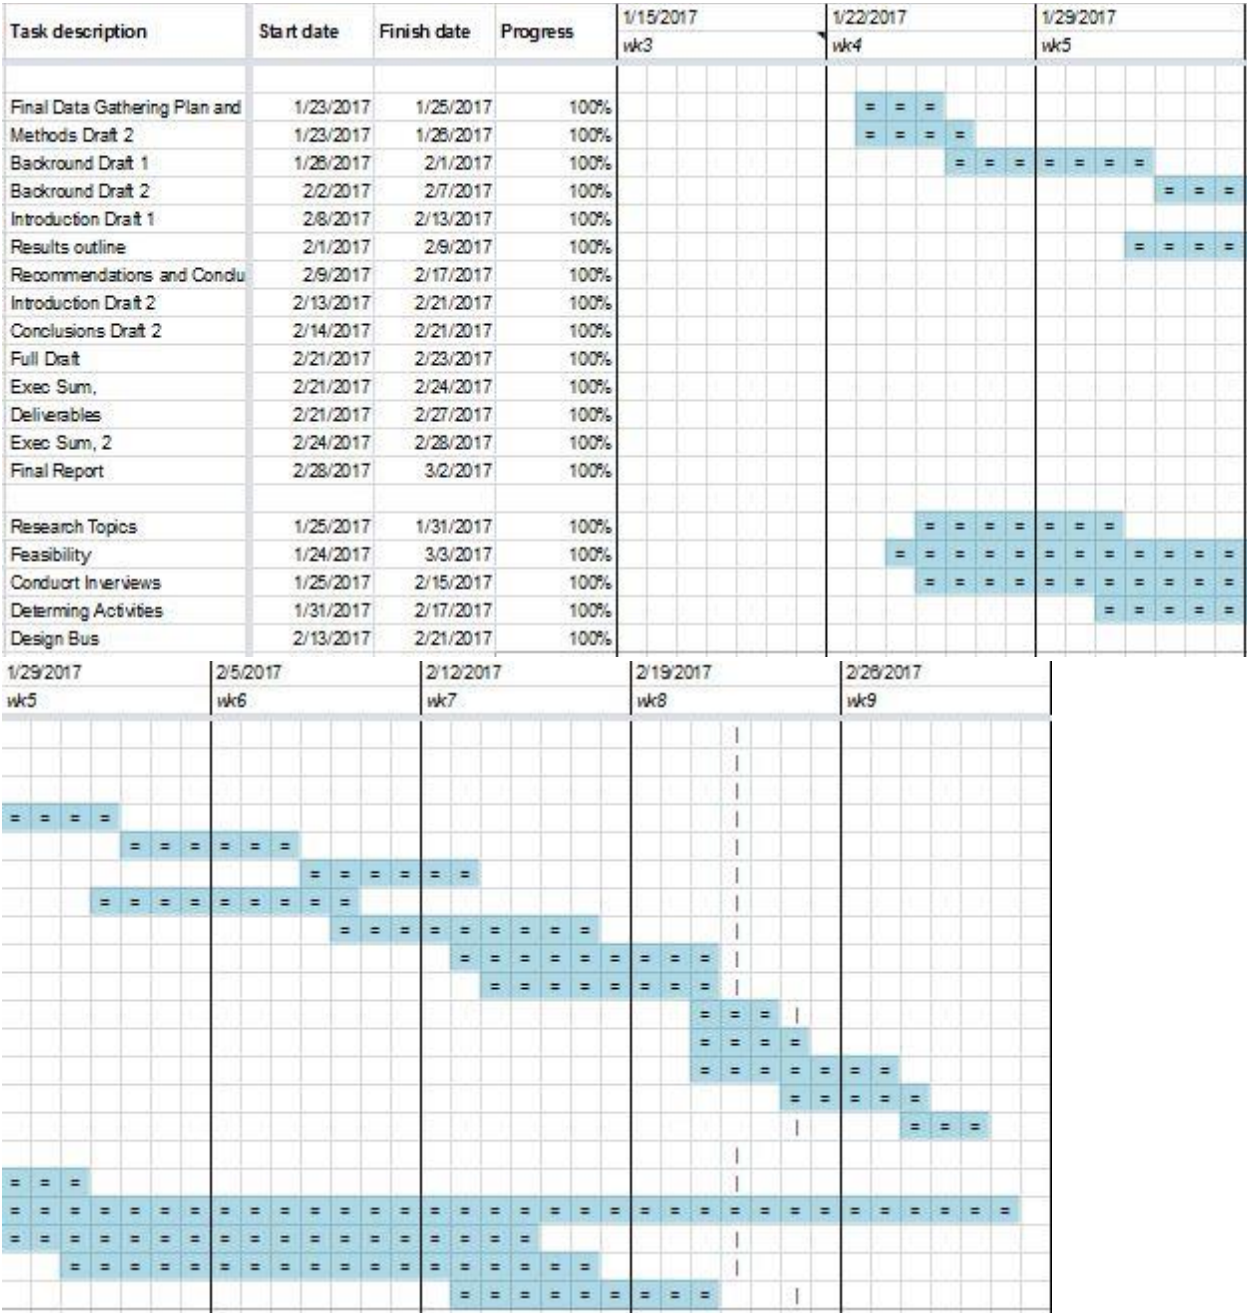 Task description Start date Finish date Progress 1/15/2017 1/22/2017 1/29/2017
wk3 wk4 wk5
Final Data Gathering Plan and 1/23/2017 1/25/2017 100% = = =
Methods Draft 2 1/23/2017 1/26/2017 100% = = = =
Backround Draft 1 1/26/2017 2/1/2017 100% = = = = = = =
Backround Draft 2 2/2/2017 2/7/2017 100% = = =
Introduction Draft 1 2/8/2017 2/13/2017 100%
Results outline 2/1/2017 2/9/2017 100% = = = =
Recommendations and Conclu 2/9/2017 2/17/2017 100%
Introduction Draft 2 2/13/2017 2/21/2017 100%
Conclusions Draft 2 2/14/2017 2/21/2017 100%
Full Draft 2/21/2017 2/23/2017 100%
Exec Sum, 2/21/2017 2/24/2017 100%
Deliverables 2/21/2017 2/27/2017 100%
Exec Sum, 2 2/24/2017 2/28/2017 100%
Final Report 2/28/2017 3/2/2017 100%
Research Topics 1/25/2017 1/31/2017 100% = = = = = = =
Feasibility 1/24/2017 3/3/2017 100% = = = = = = = = = = = =
Conducrt Inverviews 1/25/2017 2/15/2017 100% = = = = = = = = = = =
Determing Activities 1/31/2017 2/17/2017 100% = = = = =
Design Bus 2/13/2017 2/21/2017 100%
1/29/2017 2/5/2017 2/12/2017 2/19/2017 2/26/2017
wk5 wk6 wk7 wk8 wk9
= = = =
= = = = = =
= = = = = =
= = = = = = = = =
= = = = = = = = =
= = = = = = = = =
= = = = = = = =
= = =
= = = =
= = = = = = =
= = = = =
= = =
= = =
= = = = = = = = = = = = = = = = = = = = = = = = = = = = = = = = = =
= = = = = = = = = = = = = = = = = =
= = = = = = = = = = = = = = = = = =
= = = = = = = = =